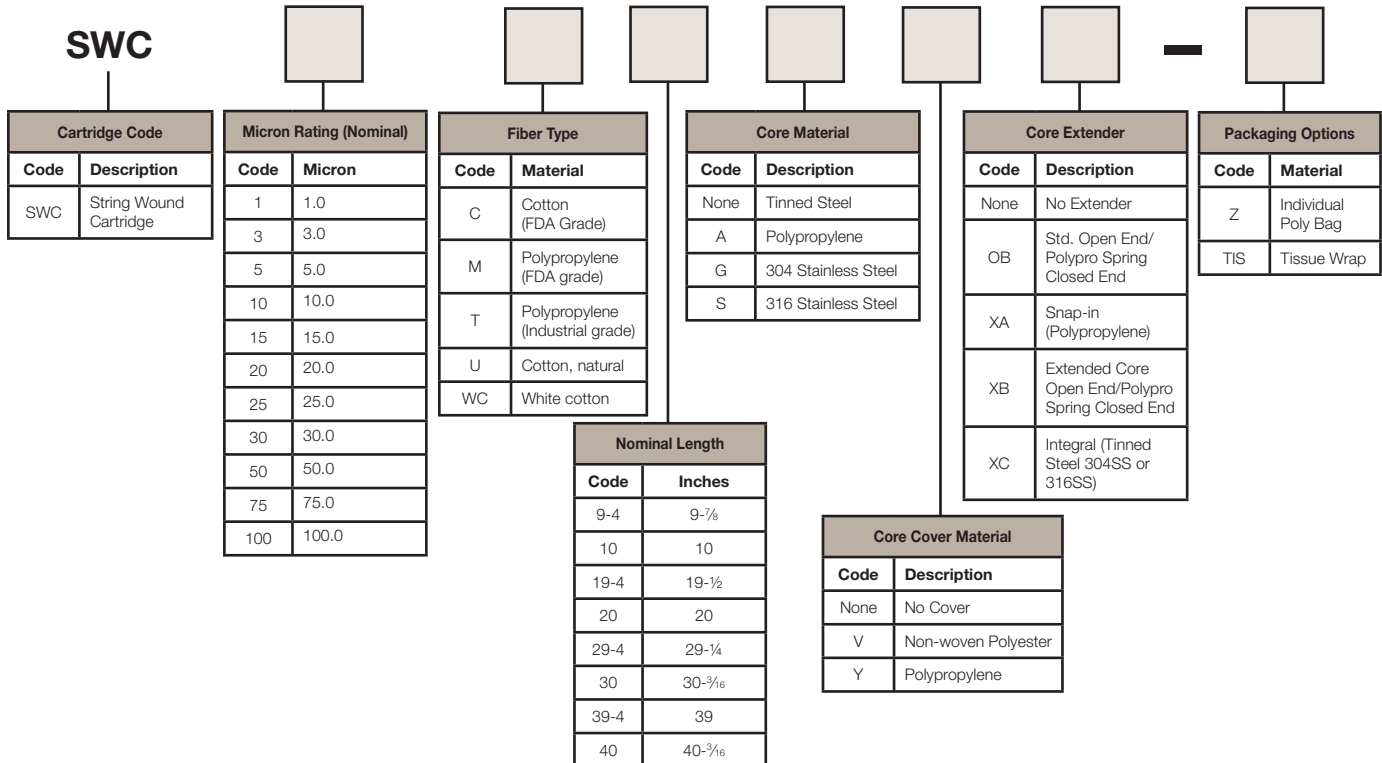 SWC
–
Cartridge Code
Code Description
SWC String Wound
Cartridge
Micron Rating (Nominal)
Code Micron
1 1.0
3 3.0
5 5.0
10 10.0
15 15.0
20 20.0
25 25.0
30 30.0
50 50.0
75 75.0
100 100.0
Fiber Type
Code Material
C Cotton
(FDA Grade)
M Polypropylene
(FDA grade)
T Polypropylene
(Industrial grade)
U Cotton, natural
WC White cotton
Nominal Length
Code Inches
9-4 9-⅞
10 10
19-4 19-½
20 20
29-4 29-¼
30 30-³⁄₁₆
39-4 39
40 40-³⁄₁₆
Core Material
Code Description
None Tinned Steel
A Polypropylene
G 304 Stainless Steel
S 316 Stainless Steel
Core Cover Material
Code Description
None No Cover
V Non-woven Polyester
Y Polypropylene
Core Extender
Code Description
None No Extender
OB Std. Open End/
Polypro Spring
Closed End
XA Snap-in
(Polypropylene)
XB Extended Core
Open End/Polypro
Spring Closed End
XC Integral (Tinned
Steel 304SS or
316SS)
Packaging Options
Code Material
Z Individual
Poly Bag
TIS Tissue Wrap